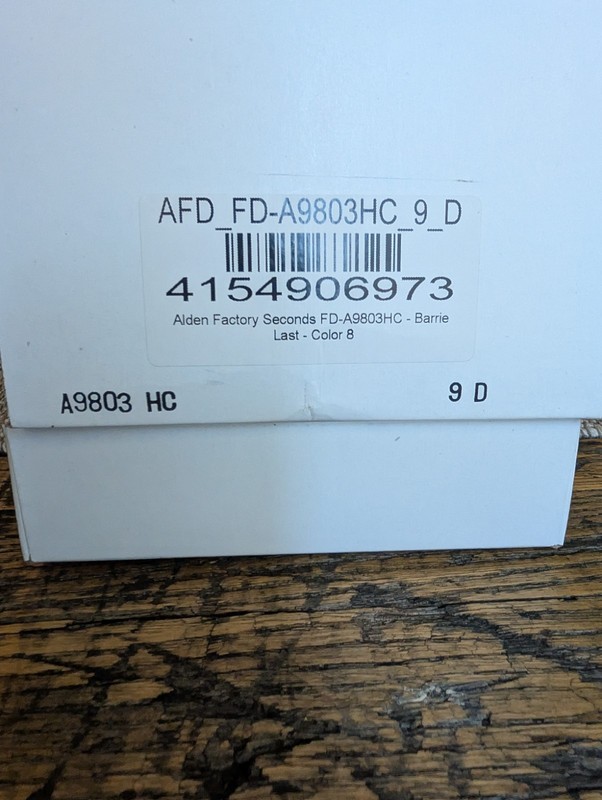 AFD_FD-A9803HC_9_D
4154906973
Alden Factory Seconds FD-A9803HC - Barrie
Last - Color 8
A9803 HC 9 D